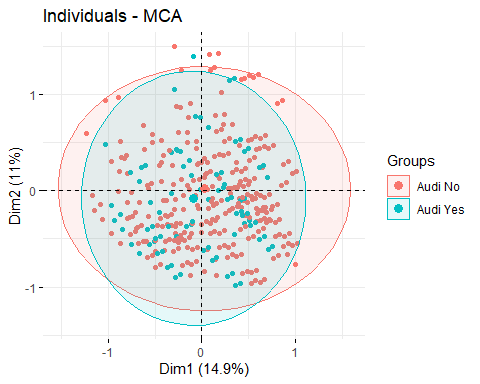 Individuals - MCA
Dim2 (11%)
1
0
-1
-1
0
1
Dim1 (14.9%)
Groups
Audi No
Audi Yes